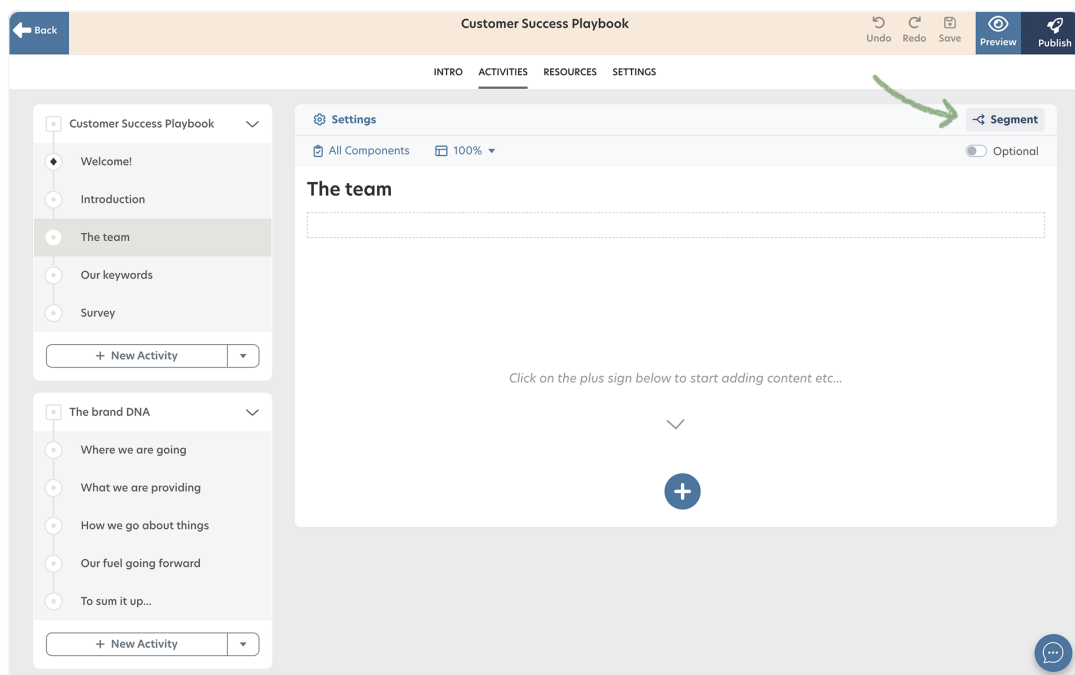 Back
Customer Success Playbook
Undo Redo Save Preview Publish
INTRO ACTIVITIES RESOURCES SETTINGS
Customer Success Playbook
Welcome!
Introduction
The team
Our keywords
Survey
+ New Activity
The brand DNA
Where we are going
What we are providing
How we go about things
Our fuel going forward
To sum it up...
+ New Activity
Settings
Segment
All Components 100% Optional
The team
Click on the plus sign below to start adding content etc...